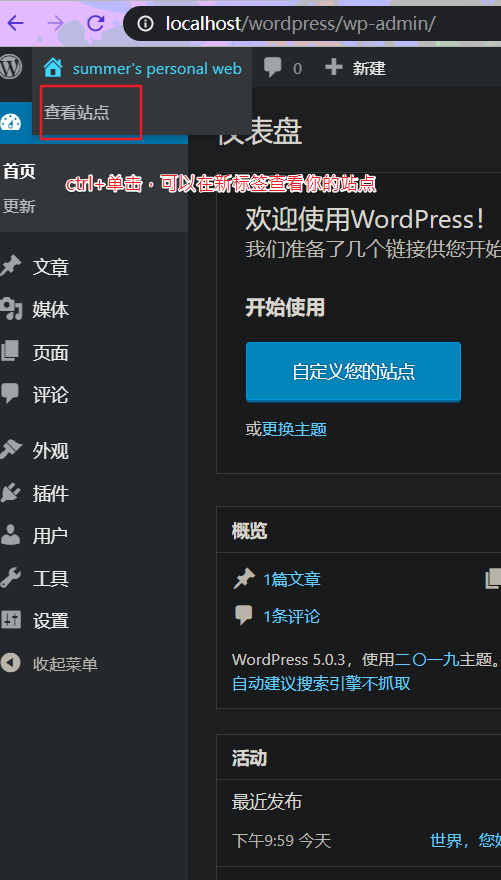 localhost/wordpress/wp-admin/
summer's personal web
0
新建
查看站点
仪表盘
ctrl+单击，可以在新标签查看你的站点
首页
更新
文章
媒体
页面
评论
外观
插件
用户
工具
设置
收起菜单
欢迎使用WordPress！
我们准备了几个链接供您开始
开始使用
自定义您的站点
或更换主题
概览
1篇文章
1条评论
WordPress 5.0.3，使用二〇一九主题。
自动建议搜索引擎不抓取
活动
最近发布
下午9:59 今天
世界，您好